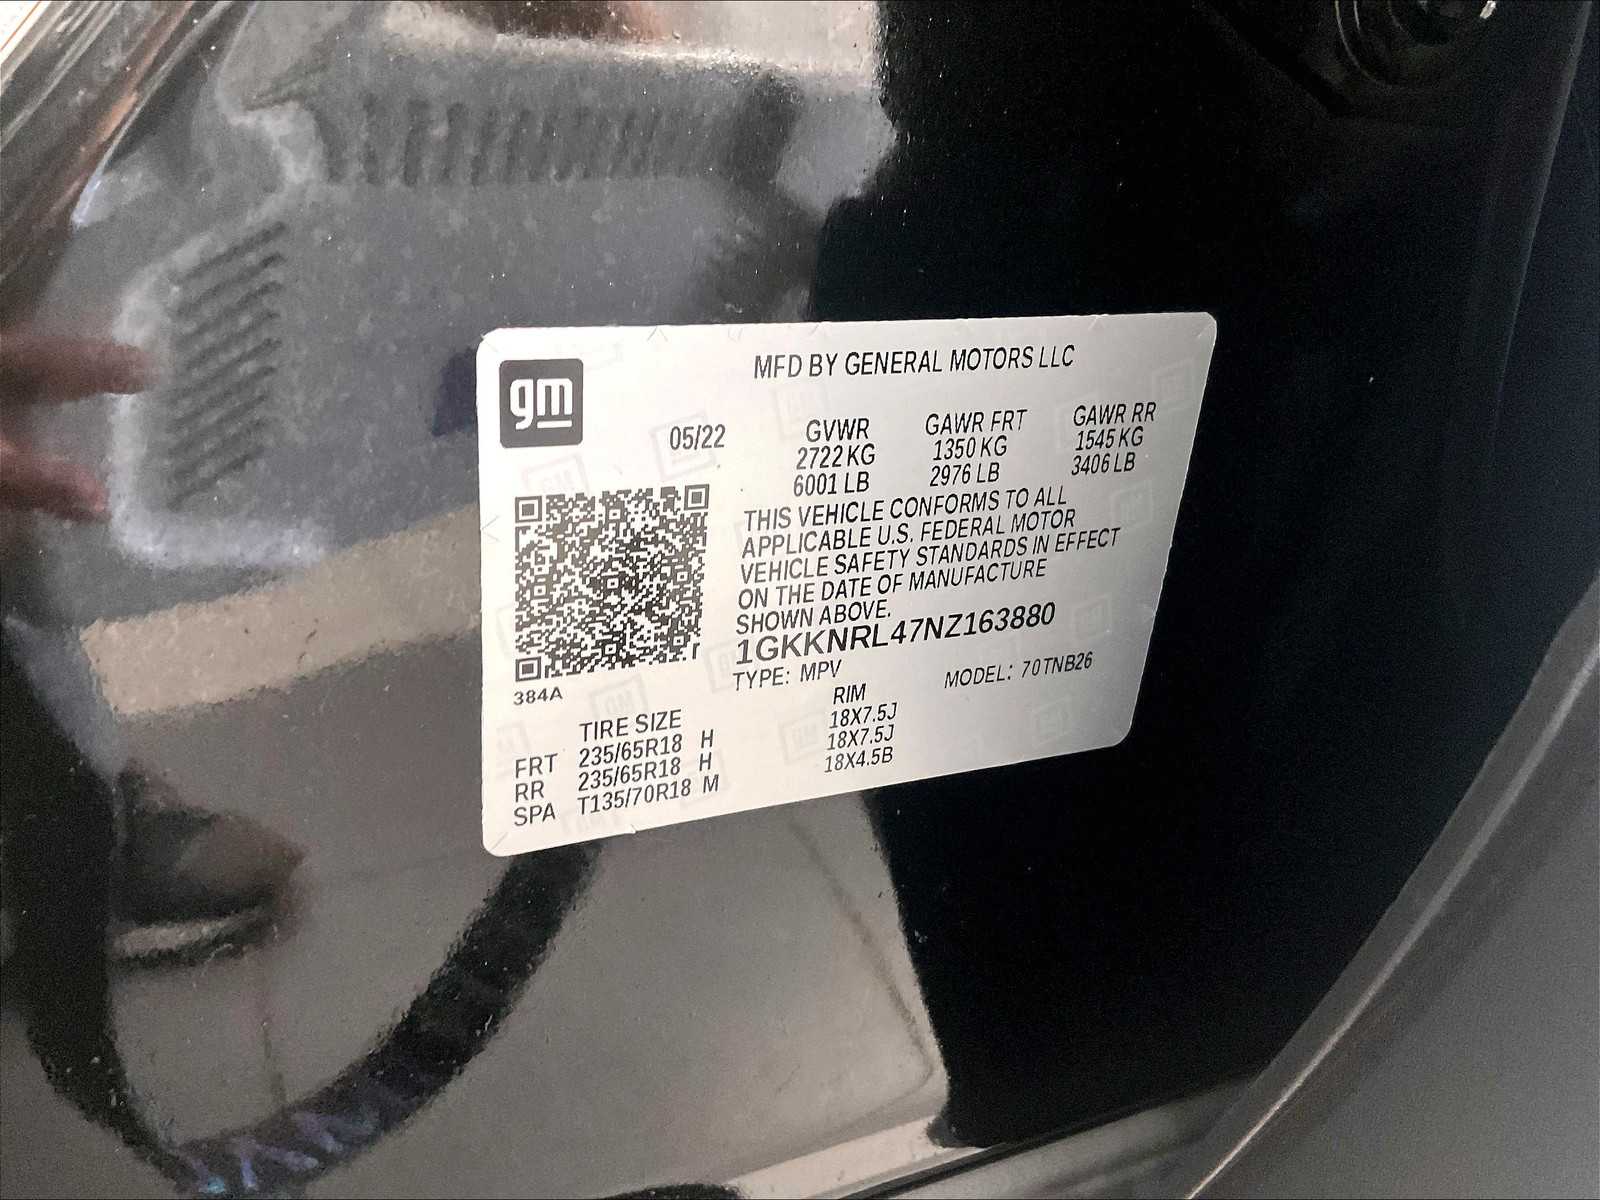 gm
MFD BY GENERAL MOTORS LLC
05/22
GVWR GAWR FRT GAWR RR
2722KG 1350 KG 1545 KG
6001 LB 2976 LB 3406 LB
THIS VEHICLE CONFORMS TO ALL
APPLICABLE U.S. FEDERAL MOTOR
VEHICLE SAFETY STANDARDS IN EFFECT
ON THE DATE OF MANUFACTURE
SHOWN ABOVE.
1GKKNRL47NZ163880
TYPE: MPV MODEL: 70TNB26
384A
TIRE SIZE RIM
FRT 235/65R18 H 18X7.5J
RR 235/65R18 H 18X7.5J
SPA T135/70R18 M 18X4.5B